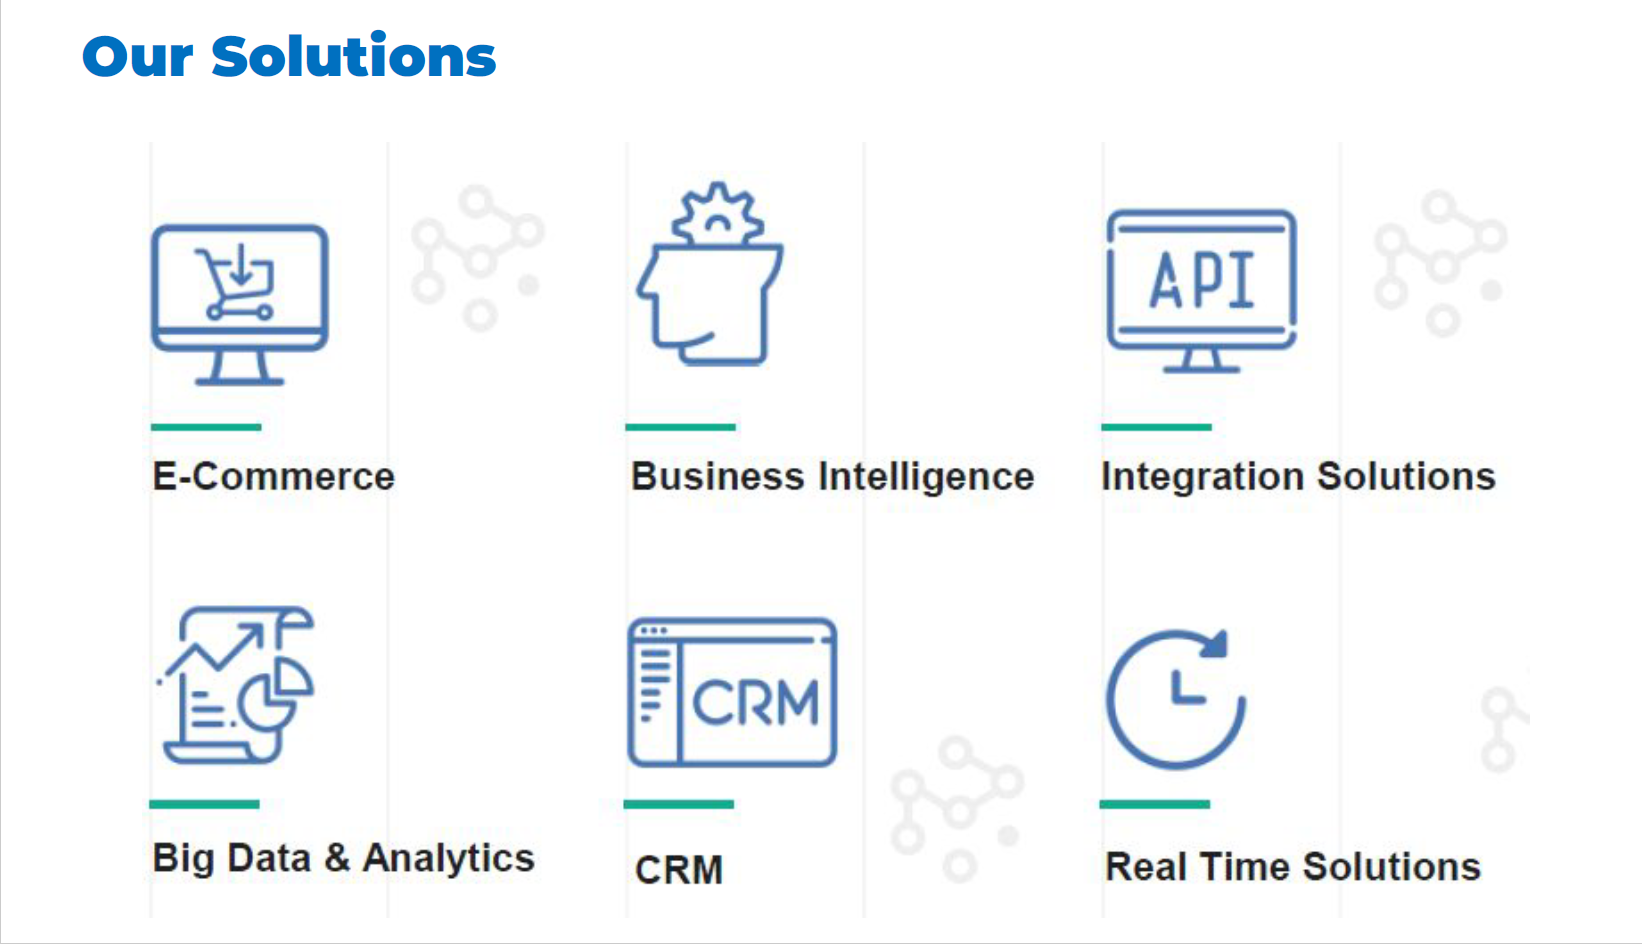 Our Solutions
API
E-Commerce
Business Intelligence
Integration Solutions
CRM
Big Data & Analytics
CRM
Real Time Solutions